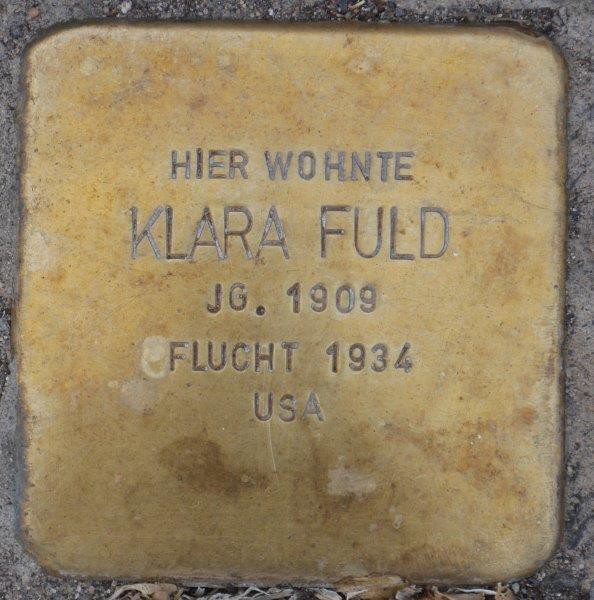 HIER WOHNTE
KLARA FULD
JG. 1909
FLUCHT 1934
USA